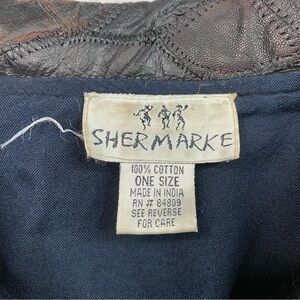 SHERMARKE
100% COTTON
ONE SIZE
MADE IN INDIA
RN # 84809
SEE REVERSE
FOR CARE